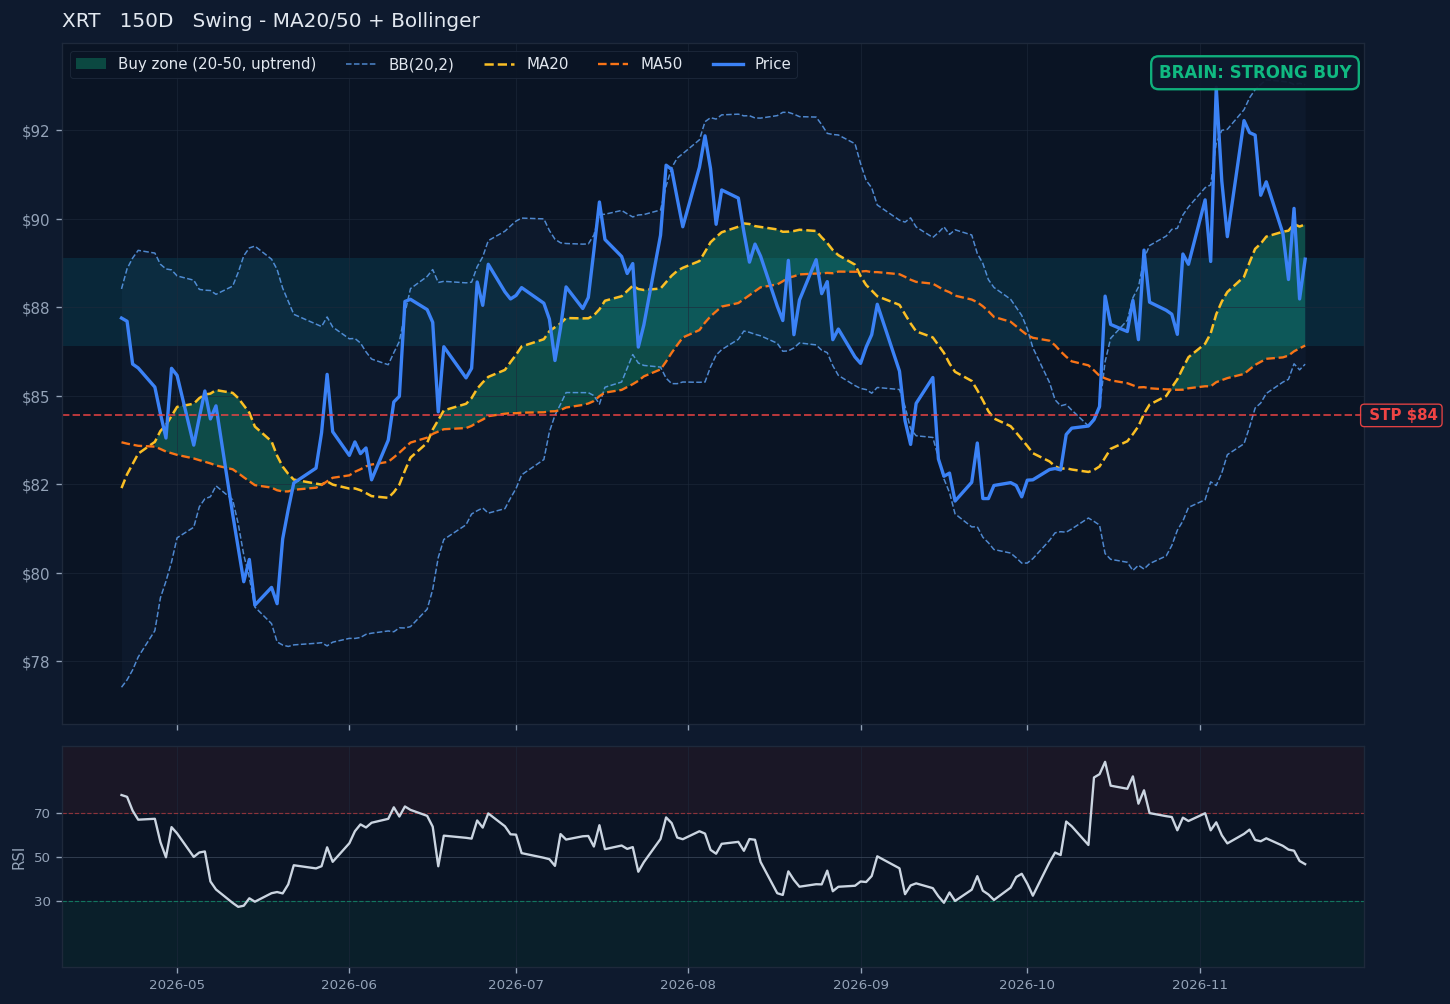 XRT 150D Swing - MA20/50 + Bollinger
Buy zone (20-50, uptrend) BB(20,2) MA20 MA50 Price
BRAIN: STRONG BUY
$92
$90
$88
$85
$82
$80
$78
STP $84
70
50
30
RSI
2026-05 2026-06 2026-07 2026-08 2026-09 2026-10 2026-11